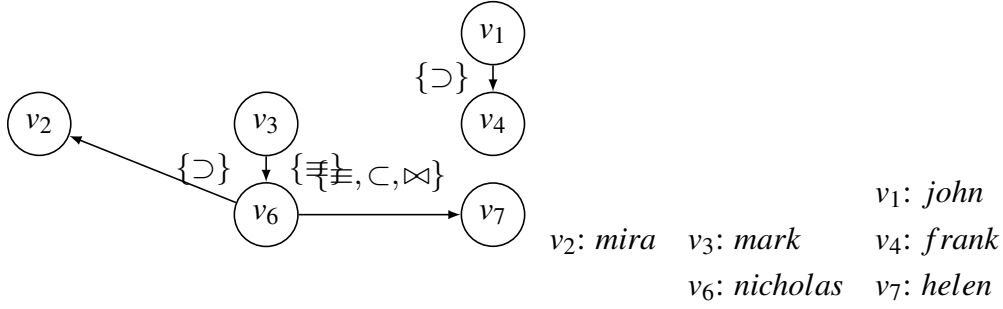 v1
{⊃}
v2 v3 v4
{⊃} {≡} {≡, ⊂, ⋈}
v6 v7
v1: john
v2: mira v3: mark v4: frank
v6: nicholas v7: helen